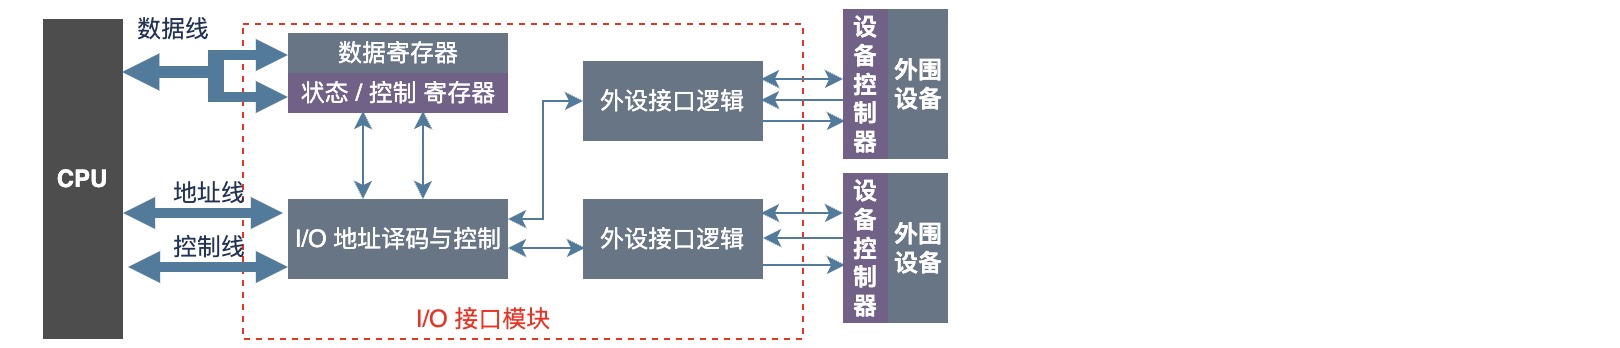 数据线
数据寄存器
状态 / 控制 寄存器
CPU
地址线
控制线
I/O 地址译码与控制
外设接口逻辑
外设接口逻辑
I/O 接口模块
设
备
控
制
器
外围
设备
设
备
控
制
器
外围
设备